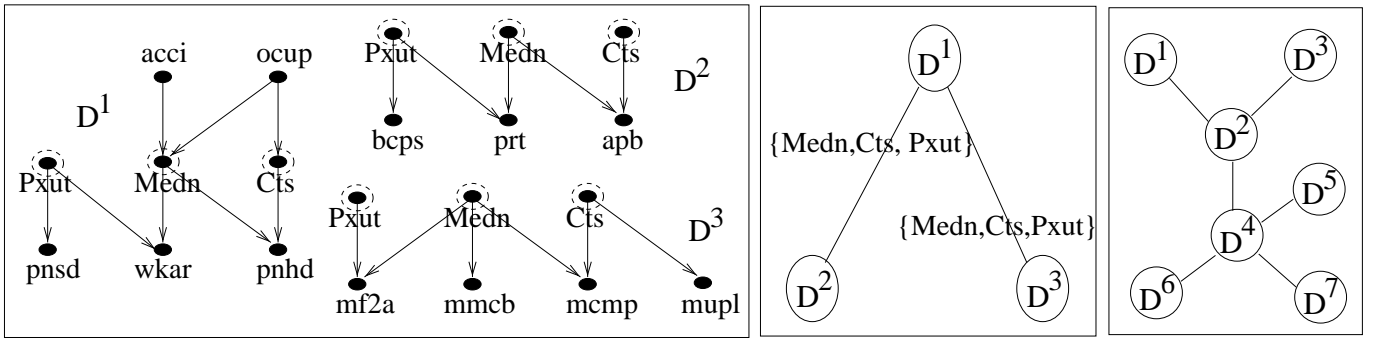 acci ocup
D1
Pxut Medn Cts
pnsd wkar pnhd
Pxut Medn Cts
D2
bcps prt apb
Pxut Medn Cts
D3
mf2a mmcb mcmp mupl
D1
{Medn,Cts, Pxut}
{Medn,Cts,Pxut}
D2 D3
D1 D3
D2
D5
D4
D6 D7